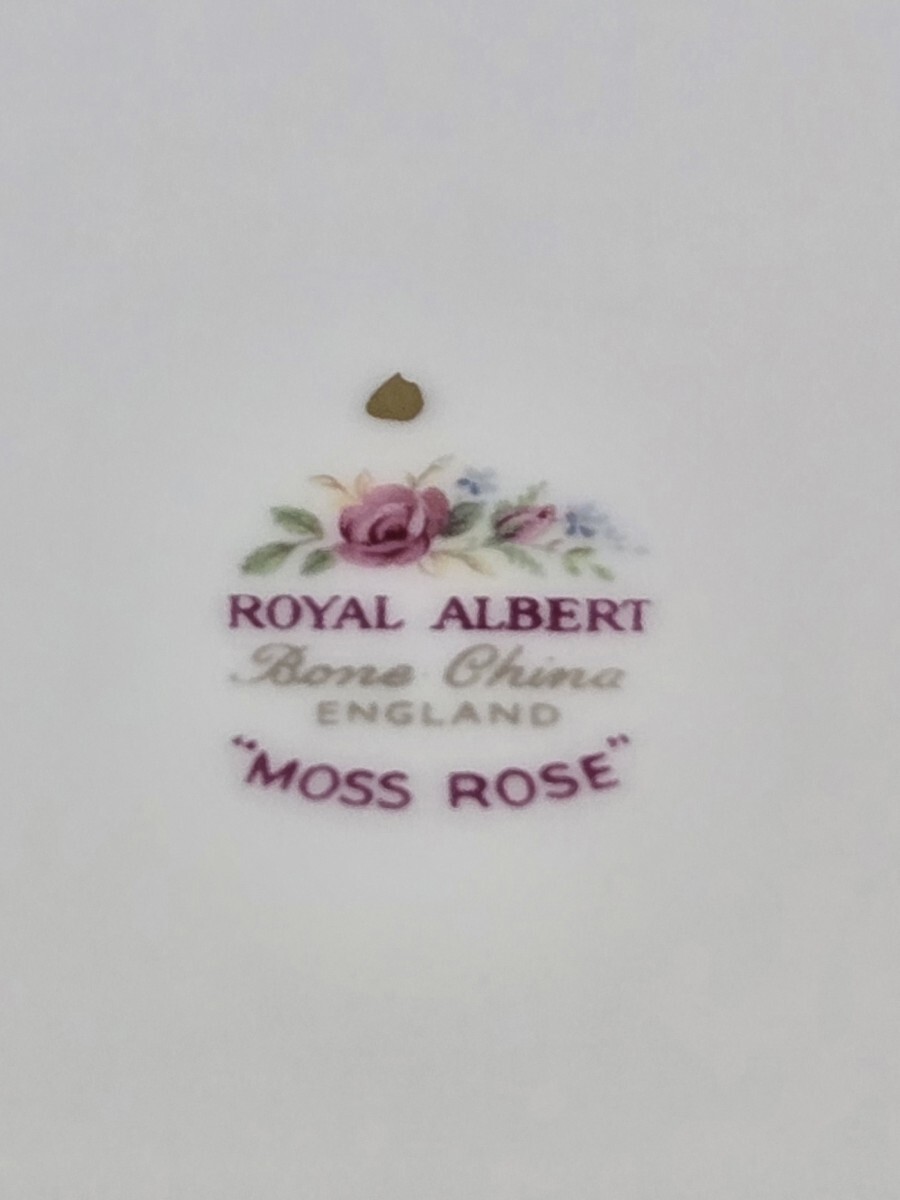 ROYAL ALBERT
Bone China
ENGLAND
"MOSS ROSE"